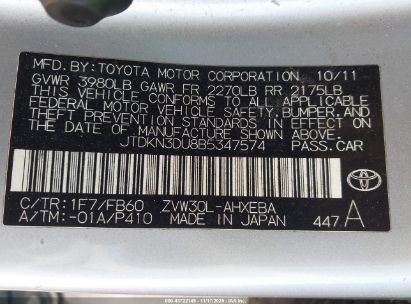 MFD. BY: TOYOTA MOTOR CORPORATION 10/11
GVWR 3980LB GAWR FR 2270LB RR 2175LB
THIS VEHICLE CONFORMS TO ALL APPLICABLE
FEDERAL MOTOR VEHICLE SAFETY, BUMPER, AND
THEFT PREVENTION STANDARDS IN EFFECT ON
THE DATE OF MANUFACTURE SHOWN ABOVE.
JTDKN3DU8B5347574 PASS.CAR
C/TR: 1F7/FB60 ZVW30L-AHXEBA
A/TM: -01A/P410 MADE IN JAPAN 447 A
TOYOTA